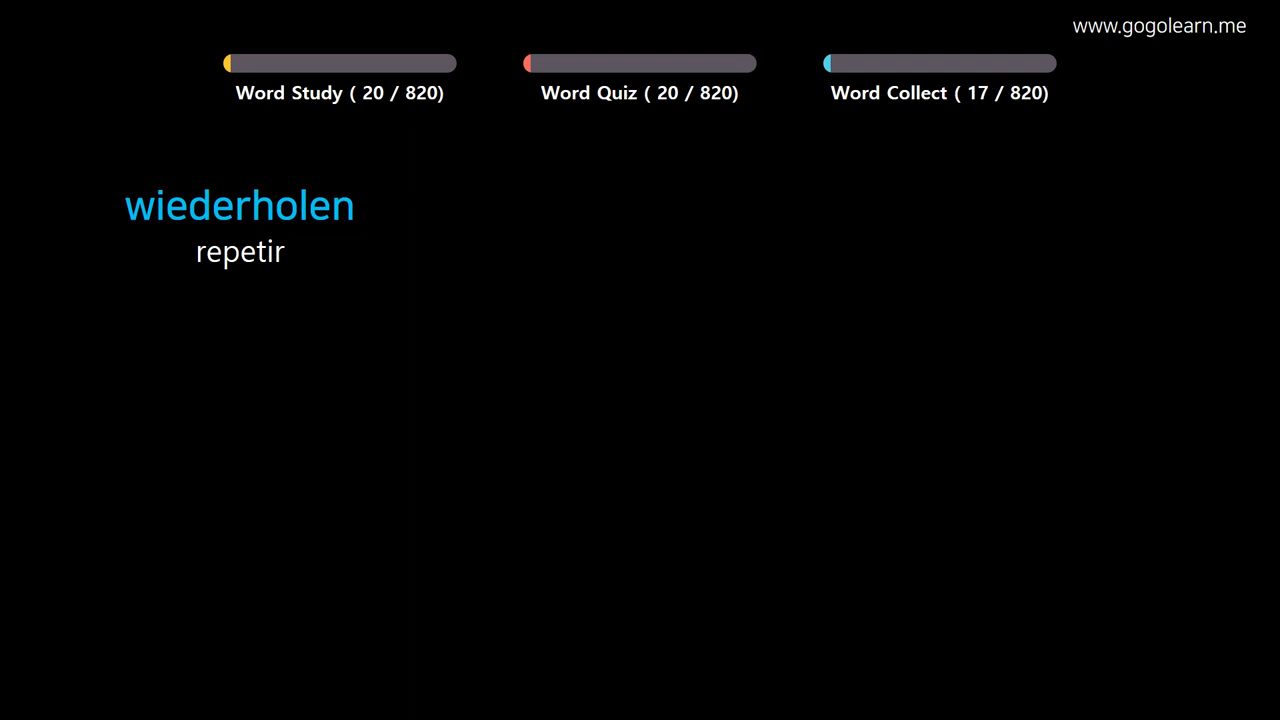 www.gogolearn.me
Word Study ( 20 / 820)
Word Quiz ( 20 / 820)
Word Collect ( 17 / 820)
wiederholen
repetir